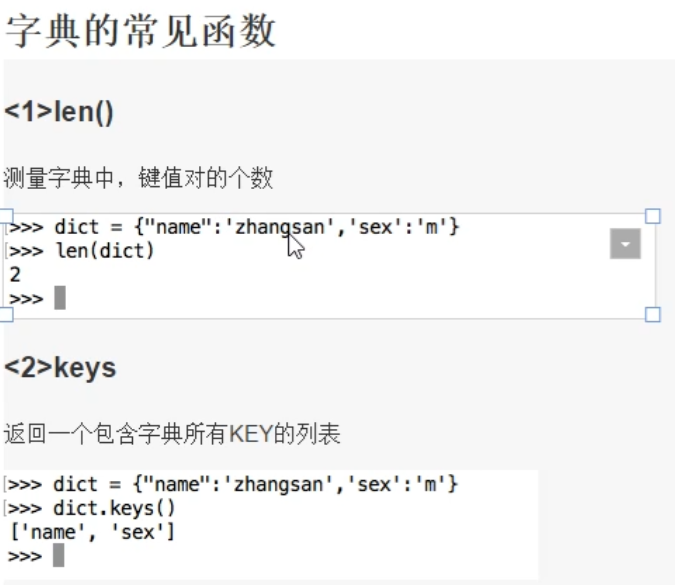 字典的常见函数
<1>len()
测量字典中，键值对的个数
>>> dict = {"name":'zhangsan','sex':'m'}
>>> len(dict)
2
>>>
<2>keys
返回一个包含字典所有KEY的列表
>>> dict = {"name":'zhangsan','sex':'m'}
>>> dict.keys()
['name', 'sex']
>>>